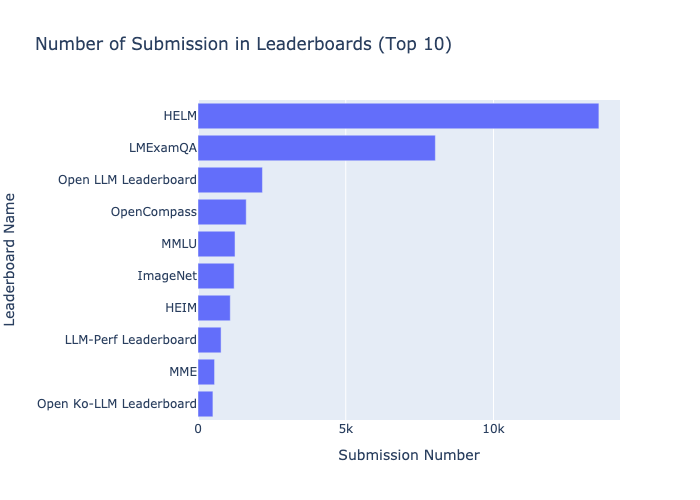 Number of Submission in Leaderboards (Top 10)
HELM
LMExamQA
Open LLM Leaderboard
OpenCompass
MMLU
ImageNet
HEIM
LLM-Perf Leaderboard
MME
Open Ko-LLM Leaderboard
Leaderboard Name
0 5k 10k
Submission Number